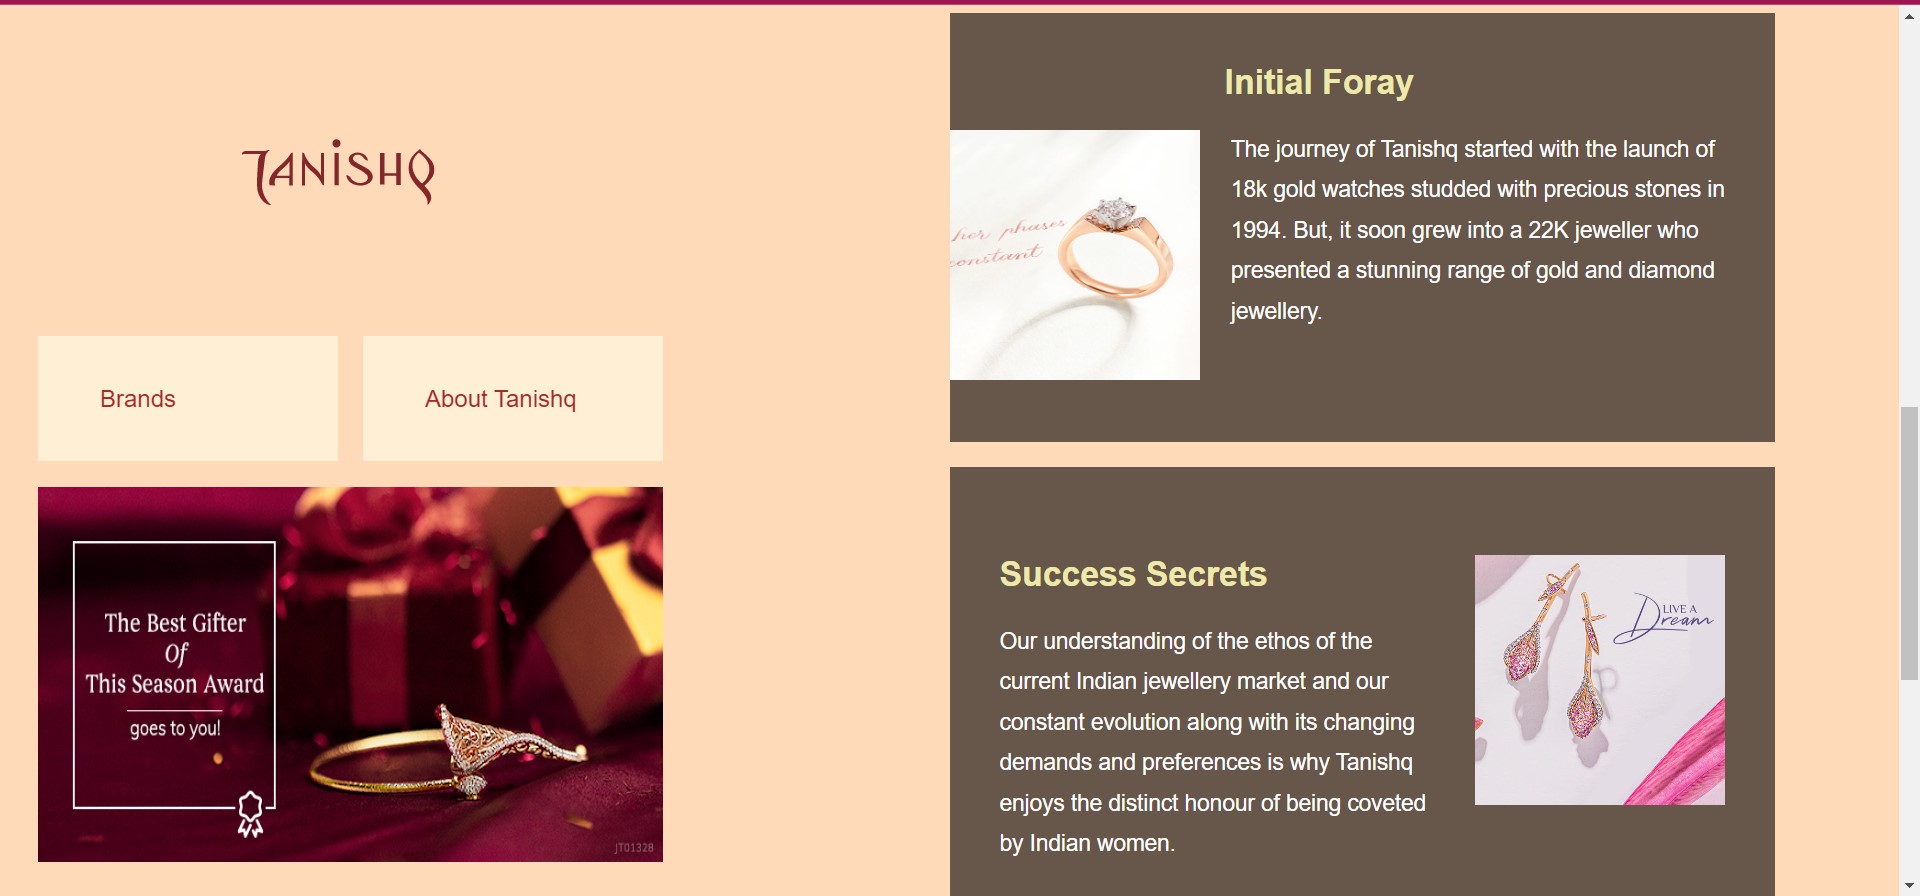 TANISHQ
Brands
About Tanishq
The Best Gifter
Of
This Season Award
goes to you!
JT01328
Initial Foray
her phases
constant
The journey of Tanishq started with the launch of
18k gold watches studded with precious stones in
1994. But, it soon grew into a 22K jeweller who
presented a stunning range of gold and diamond
jewellery.
Success Secrets
Our understanding of the ethos of the
current Indian jewellery market and our
constant evolution along with its changing
demands and preferences is why Tanishq
enjoys the distinct honour of being coveted
by Indian women.
LIVE A
Dream